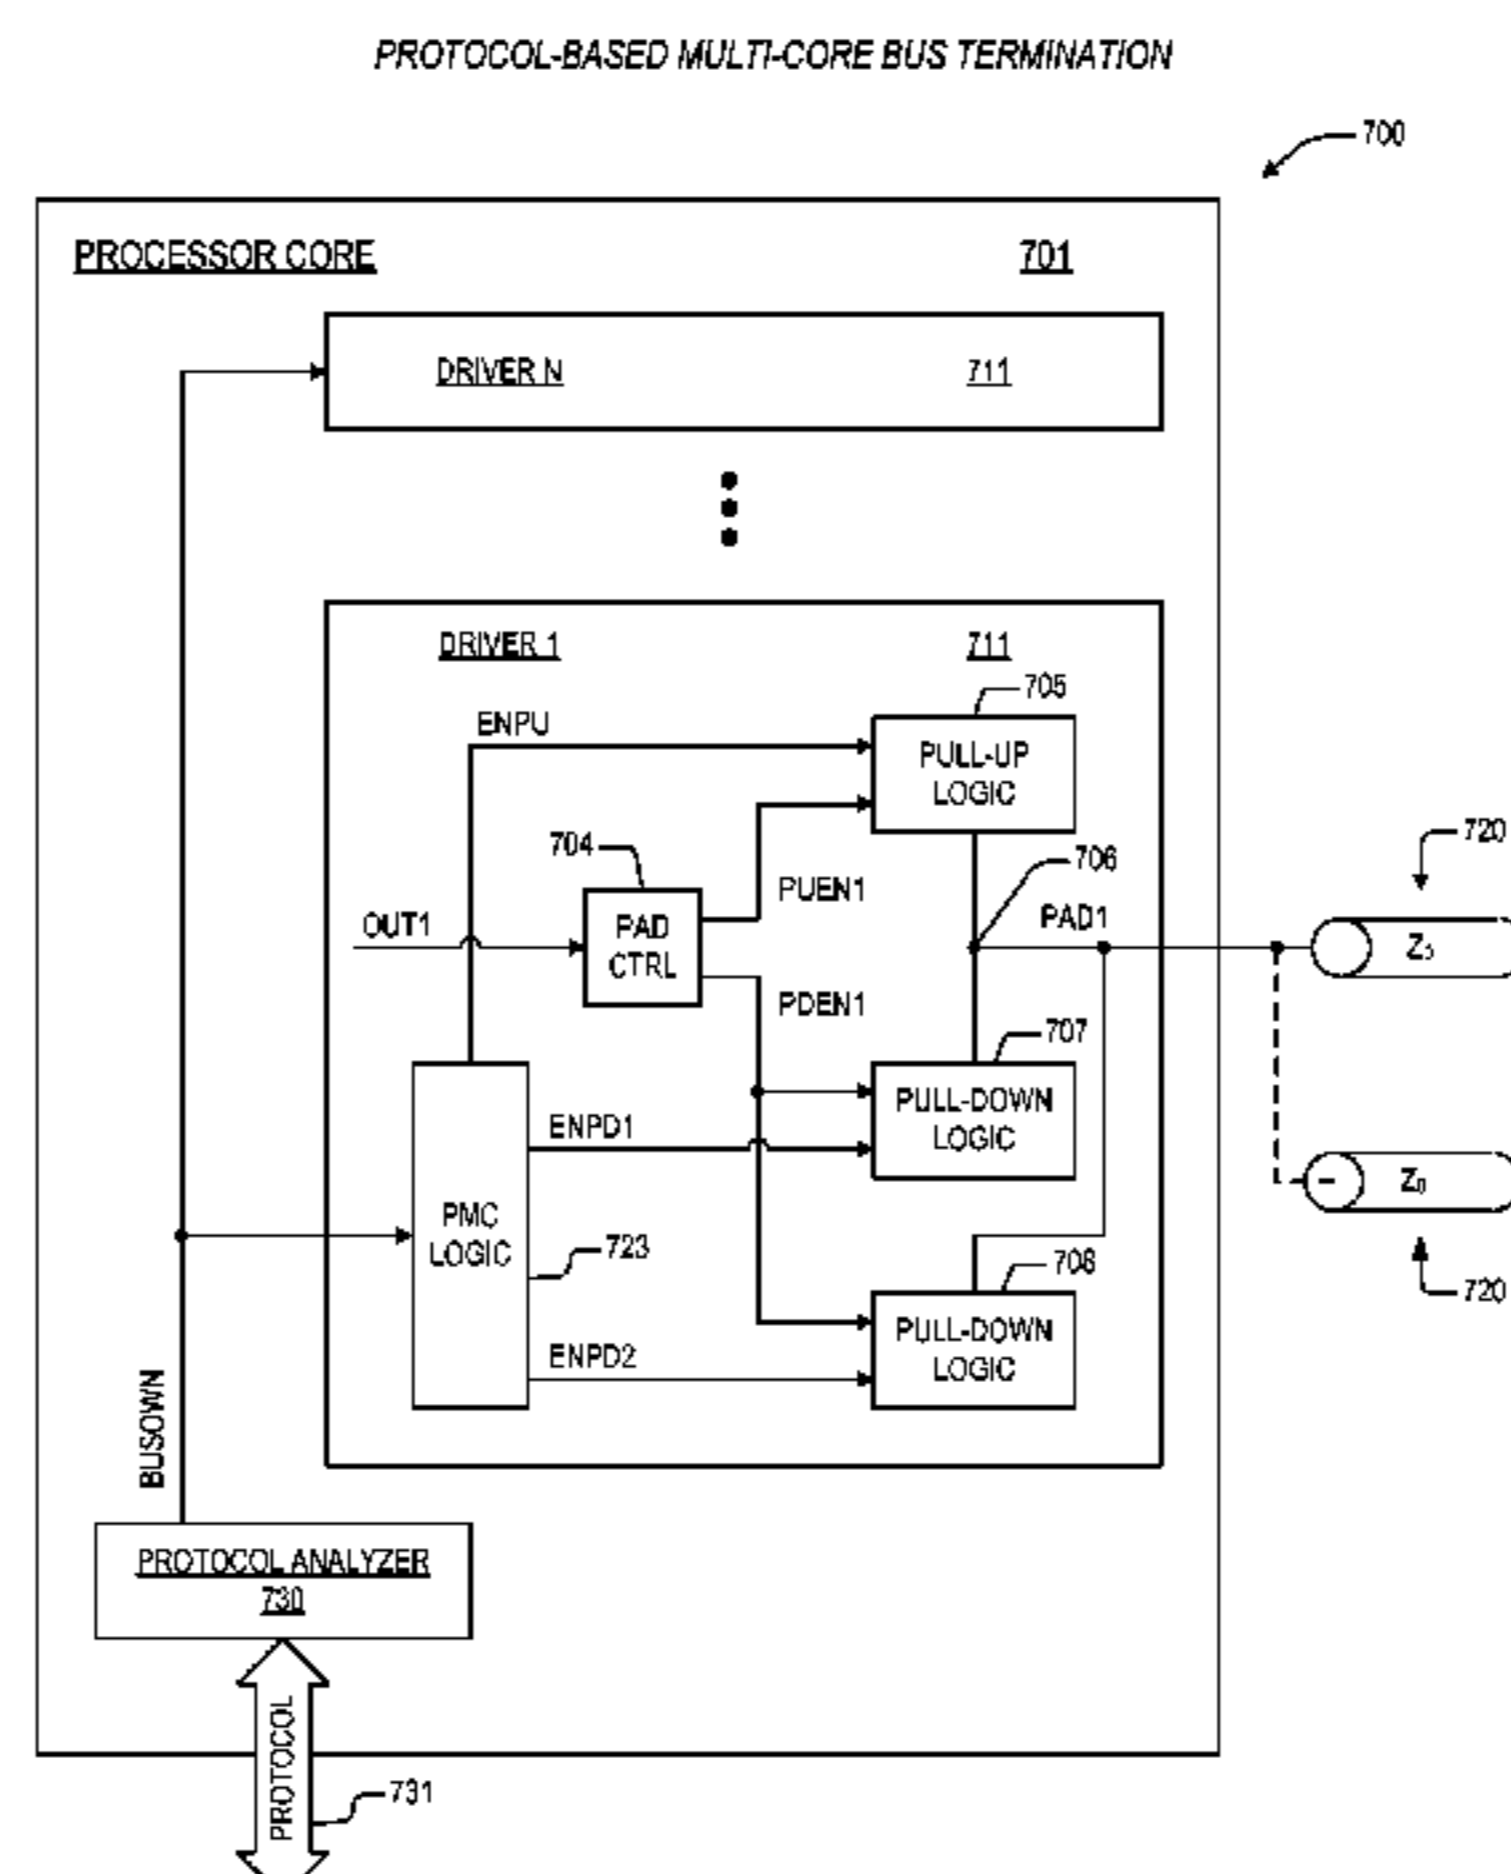 PROTOCOL-BASED MULTI-CORE BUS TERMINATION
700
PROCESSOR CORE 701
DRIVER N 711
DRIVER 1 711
705
ENPU
PULL-UP
LOGIC
704
706
720
PUEN1
OUT1
PAD
CTRL
PAD1
Z0
PDEN1
707
PULL-DOWN
LOGIC
ENPD1
Z0
PMC
LOGIC
723
708
720
PULL-DOWN
LOGIC
ENPD2
BUSOWN
PROTOCOL ANALYZER
730
PROTOCOL
731